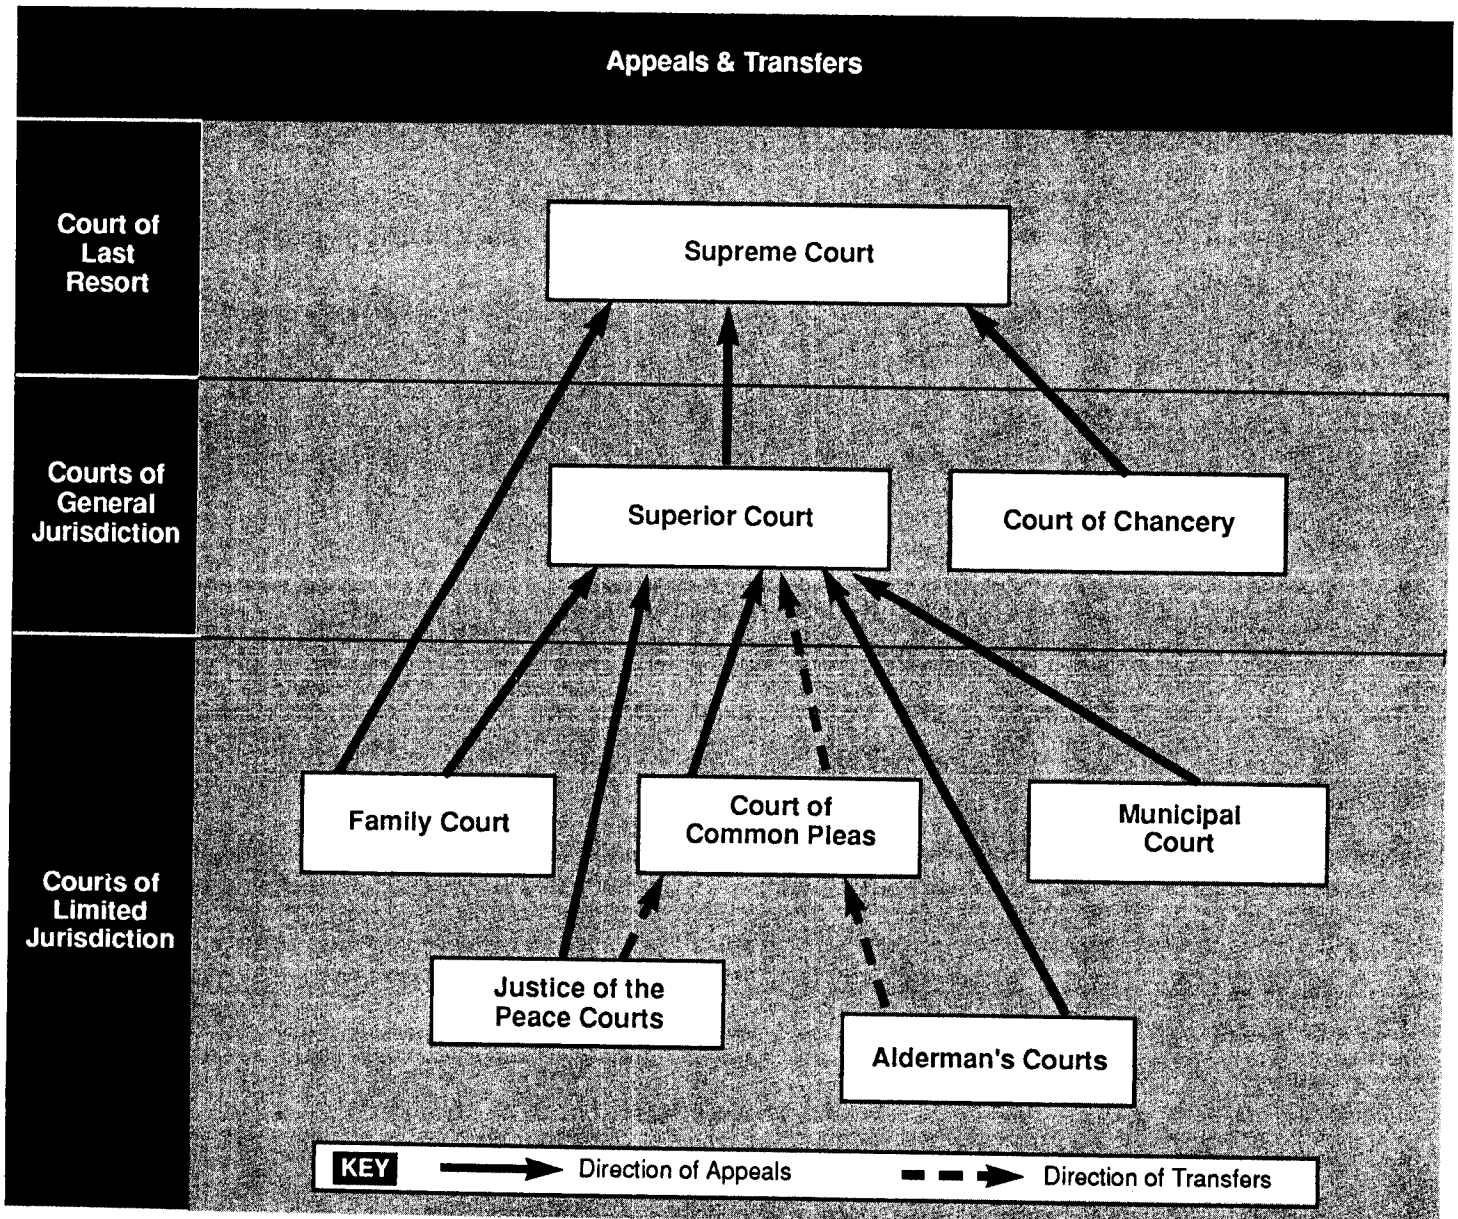 Appeals & Transfers
Court of
Last
Resort
Supreme Court
Courts of
General
Jurisdiction
Superior Court
Court of Chancery
Courts of
Limited
Jurisdiction
Family Court
Court of
Common Pleas
Municipal
Court
Justice of the
Peace Courts
Alderman's Courts
KEY
Direction of Appeals
Direction of Transfers